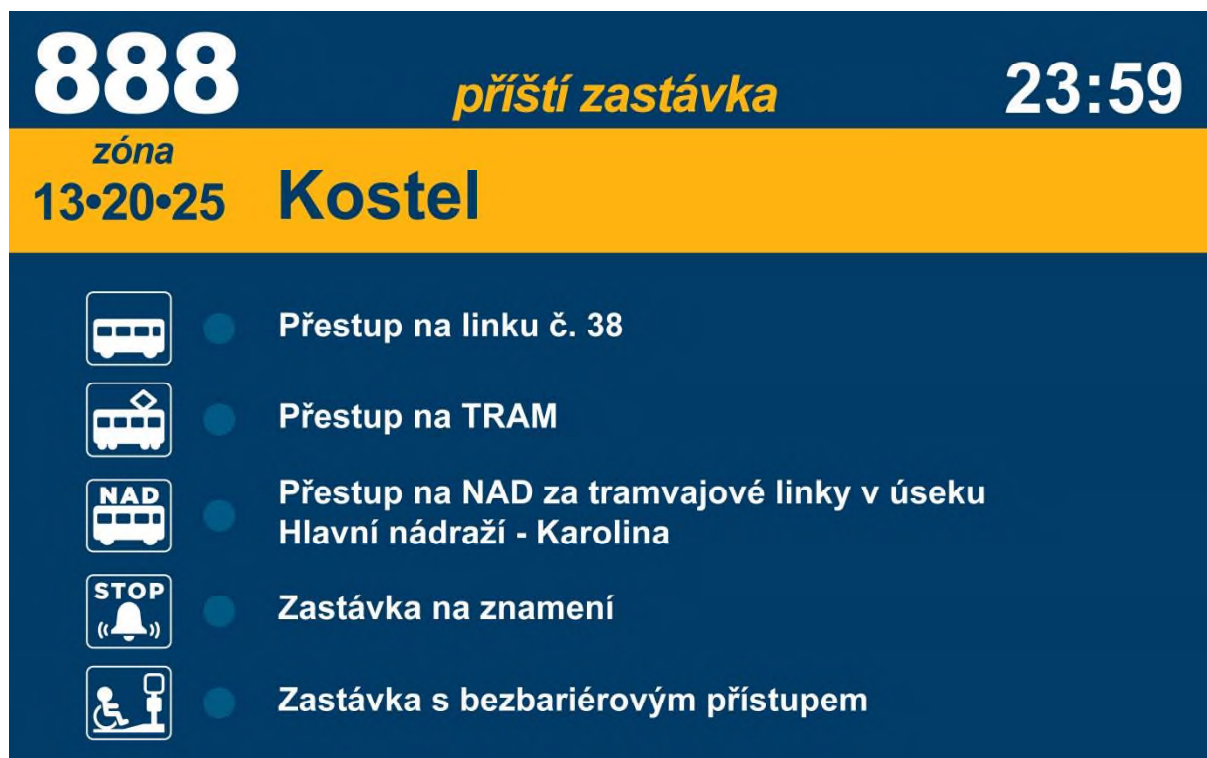 888
příští zastávka
23:59
zóna
13•20•25
Kostel
Přestup na linku č. 38
Přestup na TRAM
NAD
Přestup na NAD za tramvajové linky v úseku
Hlavní nádraží - Karolina
STOP
Zastávka na znamení
Zastávka s bezbariérovým přístupem